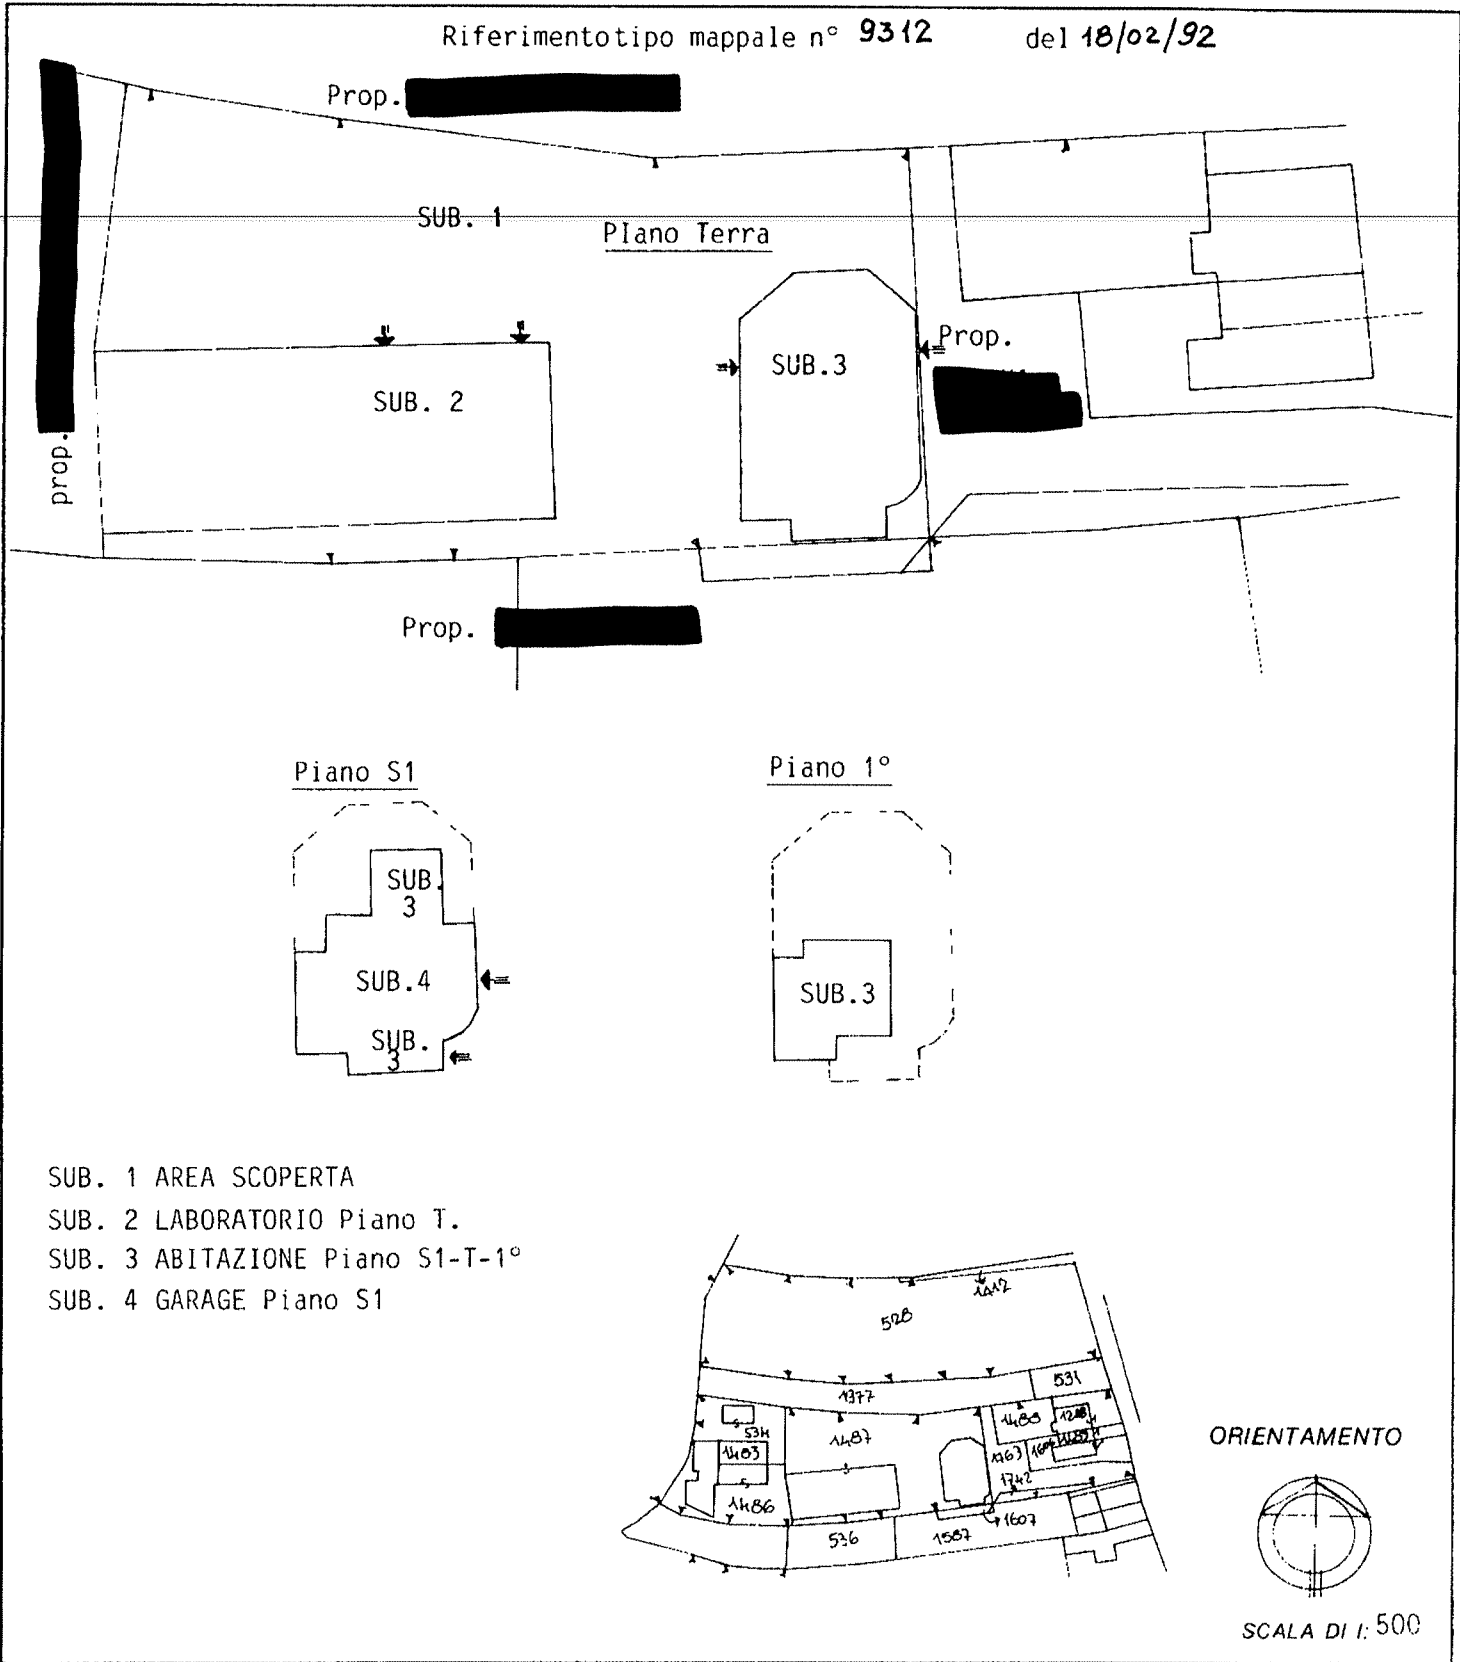 Riferimento tipo mappale n° 9312 del 18/02/92
Prop.
SUB. 1
PIano Terra
SUB. 2
SUB.3
Prop.
prop.
Prop.
Piano S1
Piano 1°
SUB.
3
SUB.4
SUB.
3
SUB.3
SUB. 1 AREA SCOPERTA
SUB. 2 LABORATORIO Piano T.
SUB. 3 ABITAZIONE Piano S1-T-1°
SUB. 4 GARAGE Piano S1
1412
528
531
1377
1488
534
1487
1483
1763
1742
1486
536
1587
1607
ORIENTAMENTO
SCALA DI 1: 500